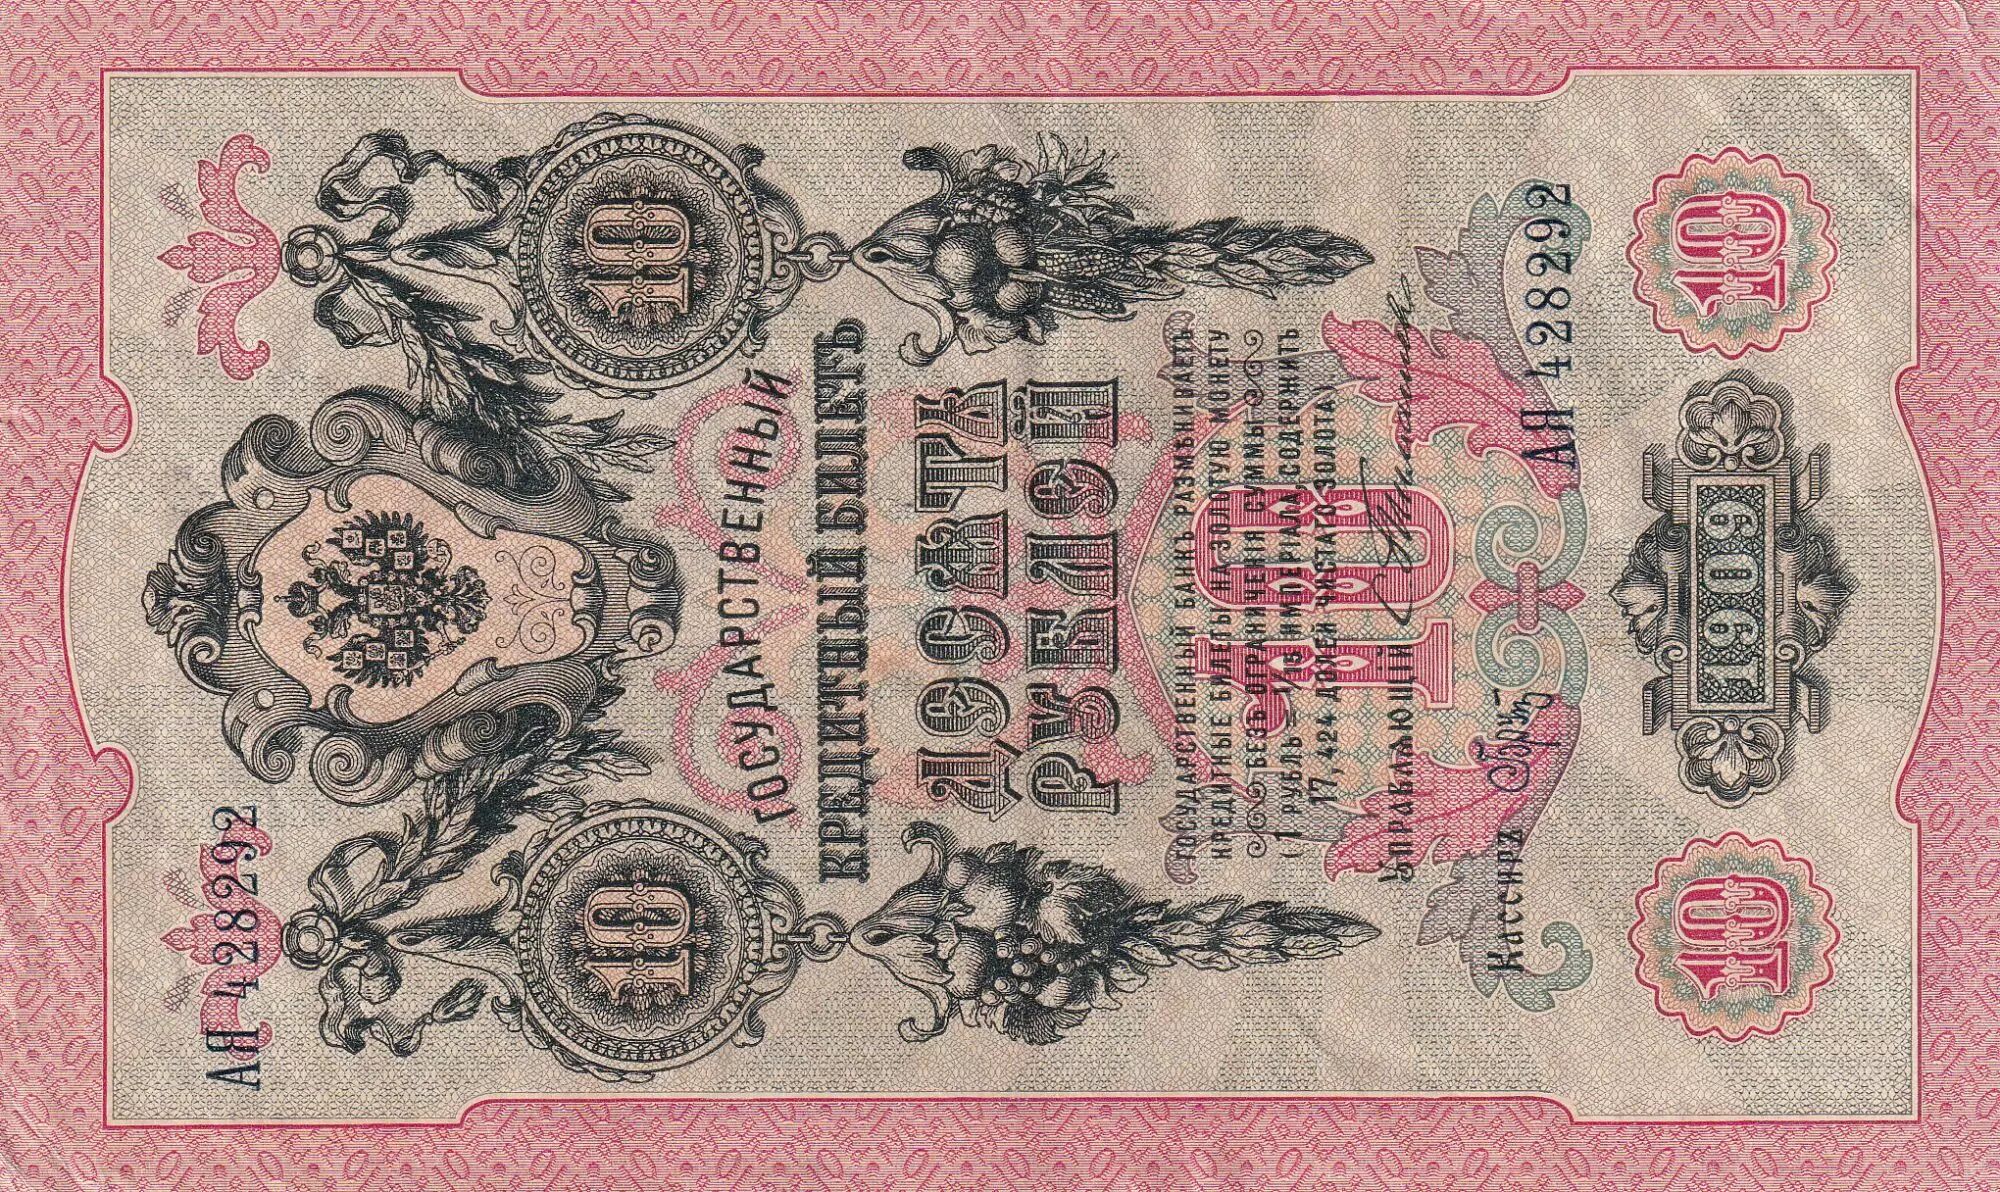 АЯ 428292
10
10
ГОСУДАРСТВЕННЫЙ
КРЕДИТНЫЙ БИЛЕТЪ
ДЕСЯТЬ
РУБЛЕЙ
ГОСУДАРСТВЕННЫЙ БАНКЪ РАЗМѢНИВАЕТЪ
КРЕДИТНЫЕ БИЛЕТЫ НА ЗОЛОТУЮ МОНЕТУ
БЕЗЪ ОГРАНИЧЕНІЯ СУММЫ
(1 РУБЛЬ = 1/15 ИМПЕРІАЛА, СОДЕРЖИТЪ
17,424 ДОЛЕЙ ЧИСТАГО ЗОЛОТА)
10
Управляющій
Кассиръ
АЯ 428292
10
1909
10